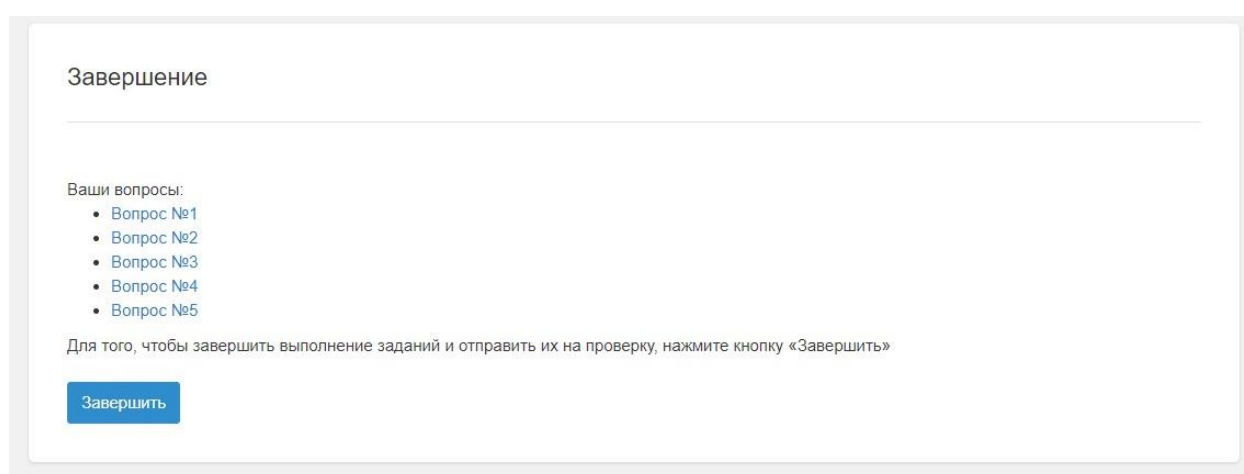 Завершение
Ваши вопросы:
Вопрос №1
Вопрос №2
Вопрос №3
Вопрос №4
Вопрос №5
Для того, чтобы завершить выполнение заданий и отправить их на проверку, нажмите кнопку «Завершить»
Завершить